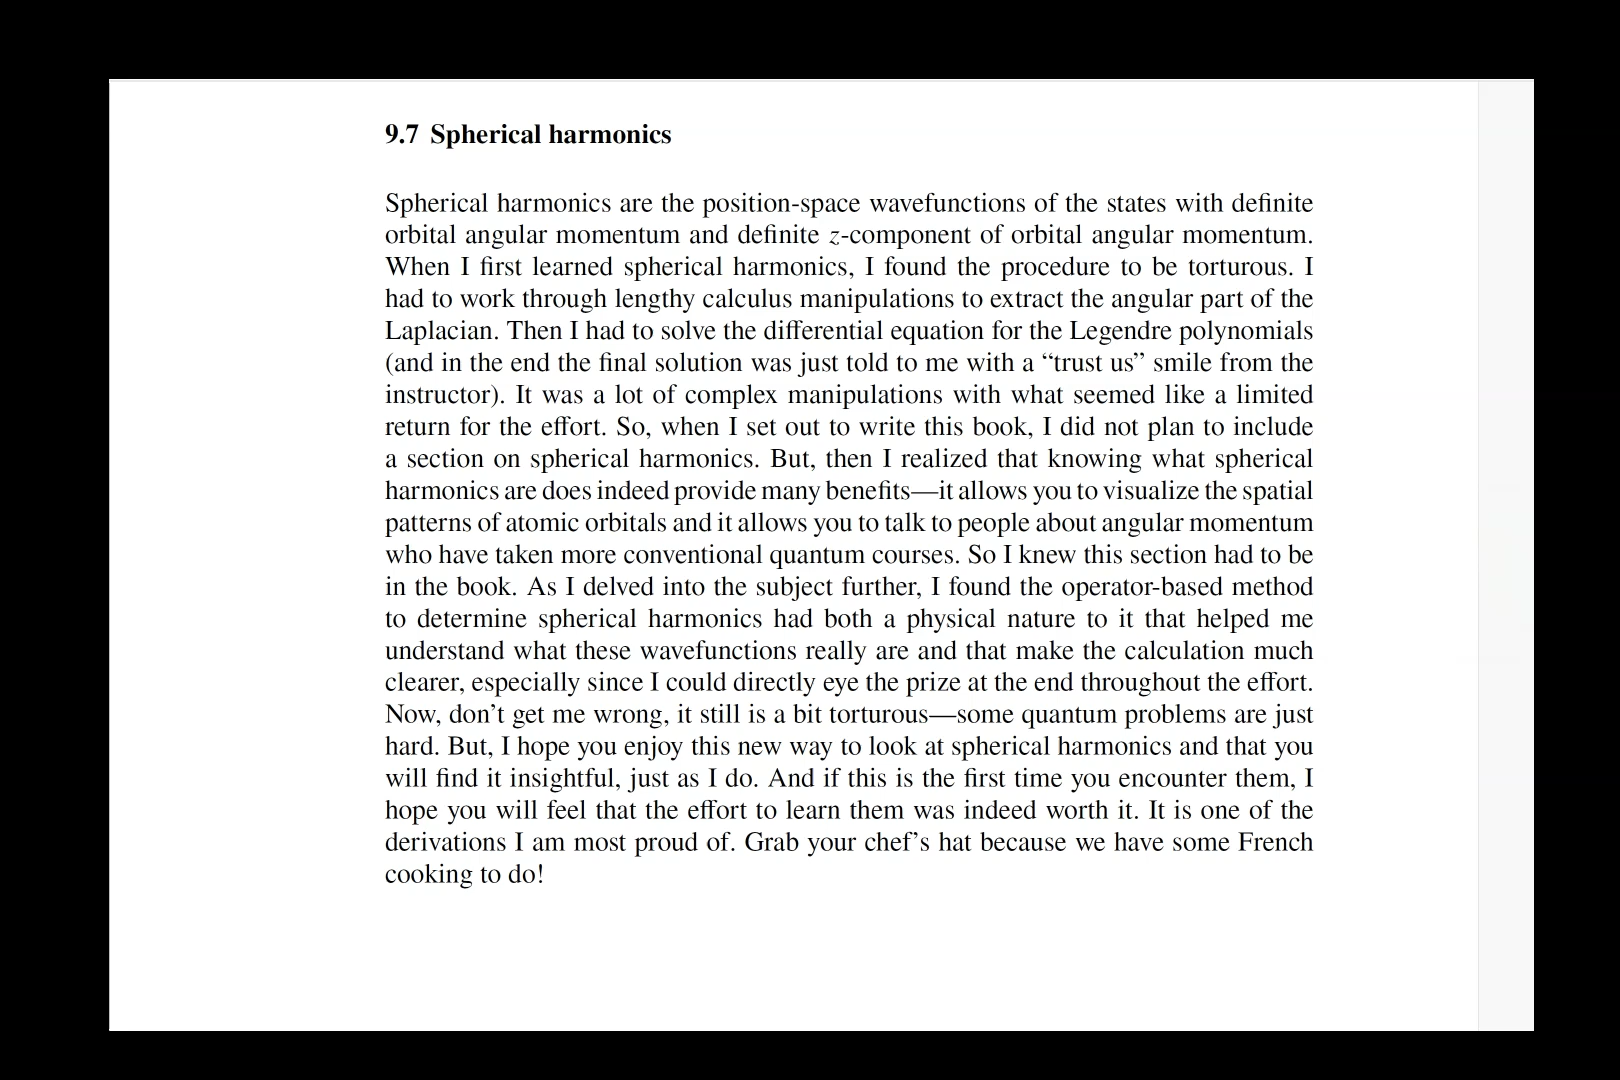 9.7 Spherical harmonics
Spherical harmonics are the position-space wavefunctions of the states with definite
orbital angular momentum and definite z-component of orbital angular momentum.
When I first learned spherical harmonics, I found the procedure to be torturous. I
had to work through lengthy calculus manipulations to extract the angular part of the
Laplacian. Then I had to solve the differential equation for the Legendre polynomials
(and in the end the final solution was just told to me with a “trust us” smile from the
instructor). It was a lot of complex manipulations with what seemed like a limited
return for the effort. So, when I set out to write this book, I did not plan to include
a section on spherical harmonics. But, then I realized that knowing what spherical
harmonics are does indeed provide many benefits—it allows you to visualize the spatial
patterns of atomic orbitals and it allows you to talk to people about angular momentum
who have taken more conventional quantum courses. So I knew this section had to be
in the book. As I delved into the subject further, I found the operator-based method
to determine spherical harmonics had both a physical nature to it that helped me
understand what these wavefunctions really are and that make the calculation much
clearer, especially since I could directly eye the prize at the end throughout the effort.
Now, don’t get me wrong, it still is a bit torturous—some quantum problems are just
hard. But, I hope you enjoy this new way to look at spherical harmonics and that you
will find it insightful, just as I do. And if this is the first time you encounter them, I
hope you will feel that the effort to learn them was indeed worth it. It is one of the
derivations I am most proud of. Grab your chef’s hat because we have some French
cooking to do!